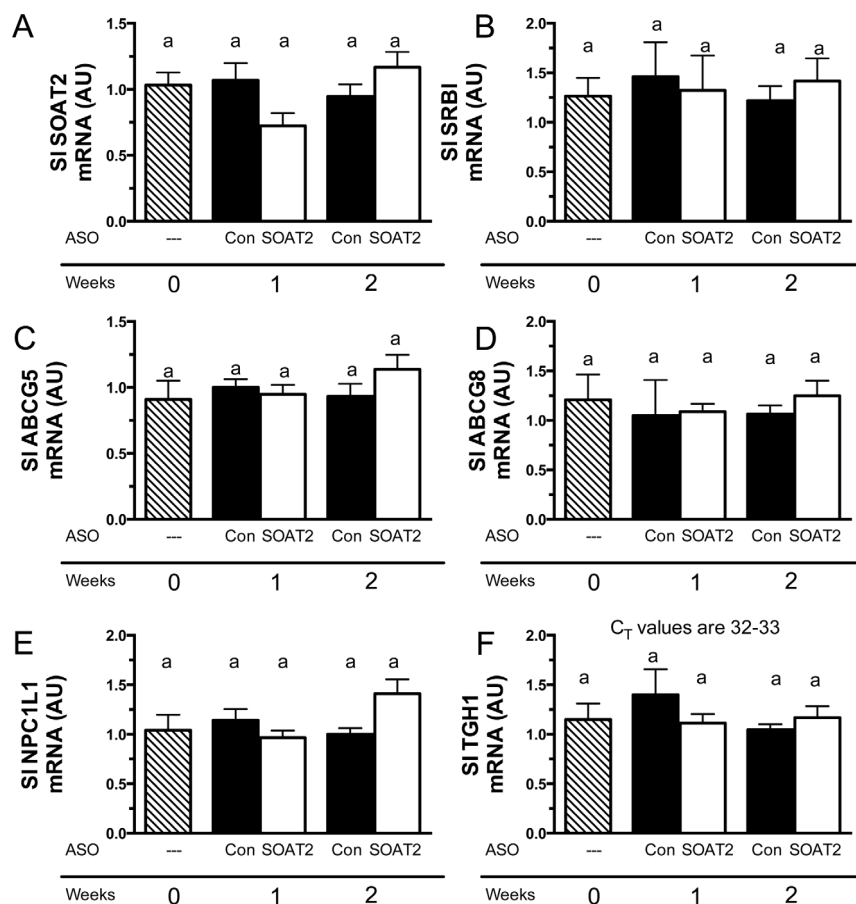 A
SI SOAT2
mRNA (AU)
1.5
1.0
0.5
0.0
a a a a a
ASO --- Con SOAT2 Con SOAT2
Weeks 0 1 2
B
SI SRBI
mRNA (AU)
2.0
1.5
1.0
0.5
0.0
a a a a a
ASO --- Con SOAT2 Con SOAT2
Weeks 0 1 2
C
SI ABCG5
mRNA (AU)
1.5
1.0
0.5
0.0
a a a a a
ASO --- Con SOAT2 Con SOAT2
Weeks 0 1 2
D
SI ABCG8
mRNA (AU)
2.0
1.5
1.0
0.5
0.0
a a a a a
ASO --- Con SOAT2 Con SOAT2
Weeks 0 1 2
E
SI NPC1L1
mRNA (AU)
2.0
1.5
1.0
0.5
0.0
a a a a a
ASO --- Con SOAT2 Con SOAT2
Weeks 0 1 2
F
CT values are 32-33
SI TGH1
mRNA (AU)
2.0
1.5
1.0
0.5
0.0
a a a a a
ASO --- Con SOAT2 Con SOAT2
Weeks 0 1 2